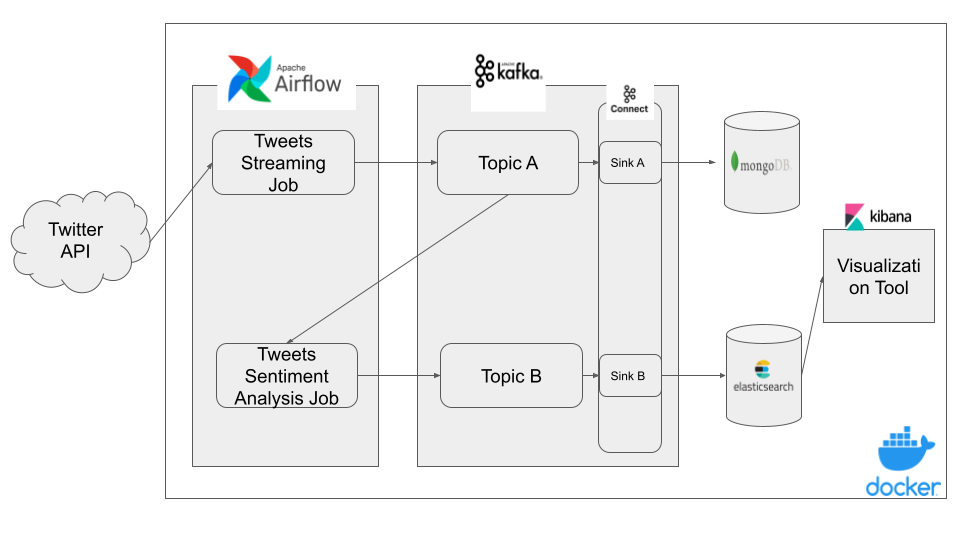 Apache
Airflow
APACHE
kafka®
Connect
Tweets
Streaming
Job
Topic A
Sink A
mongoDB®
Twitter
API
kibana
Visualizati
on Tool
Tweets
Sentiment
Analysis Job
Topic B
Sink B
elasticsearch
docker